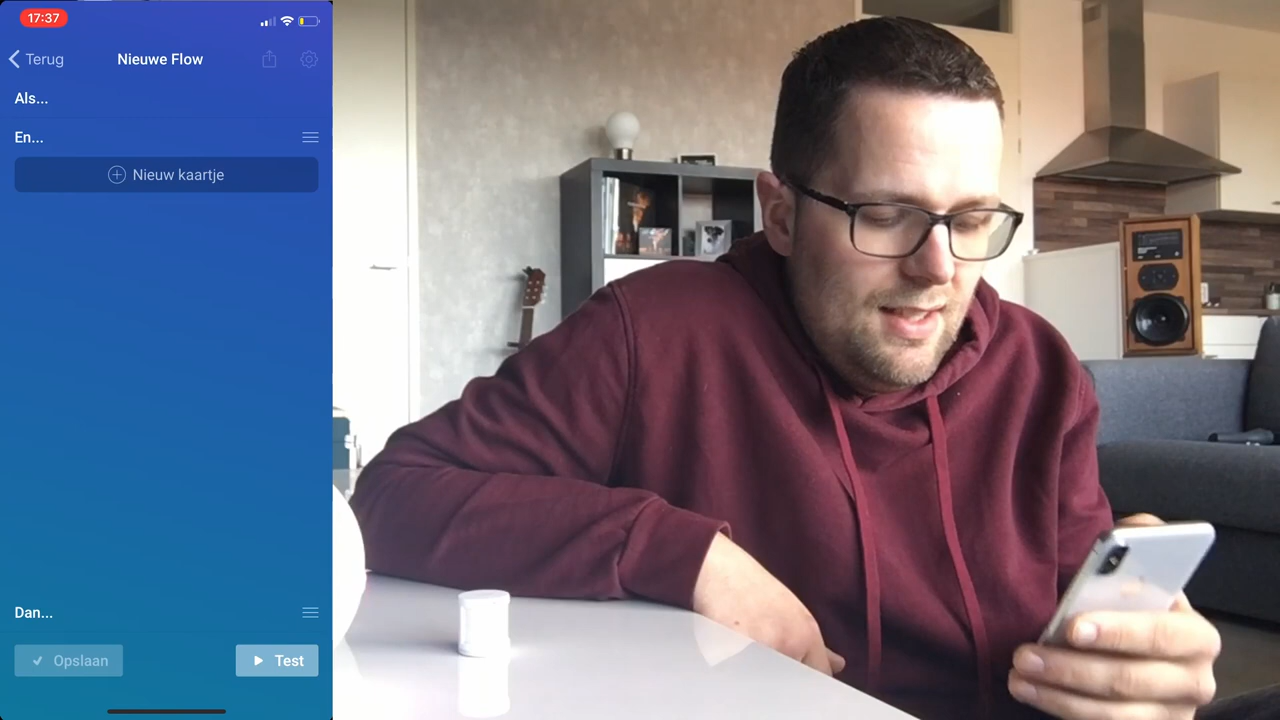 17:37
Terug
Nieuwe Flow
Als...
En...
Nieuw kaartje
Dan...
Opslaan
Test